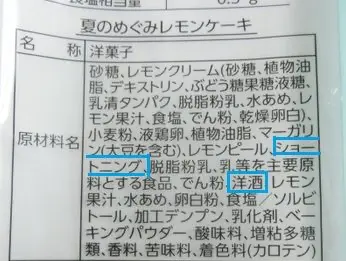 食塩相当量 0.3g
夏のめぐみレモンケーキ
名 称 洋菓子
原材料名
砂糖、レモンクリーム(砂糖、植物油
脂、デキストリン、ぶどう糖果糖液糖、
乳清タンパク、脱脂粉乳、水あめ、レ
モン果汁、食塩、でん粉、乾燥卵白)
、小麦粉、液鶏卵、植物油脂、マーガリ
ン(大豆を含む)、レモンピール、ショー
トニング、脱脂粉乳、乳等を主要原
料とする食品、でん粉、洋酒、レモン
果汁、水あめ、卵白粉、食塩/ソルビ
トール、加工デンプン、乳化剤、ベー
キングパウダー、酸味料、増粘多糖
類、香料、苦味料、着色料(カロテン)